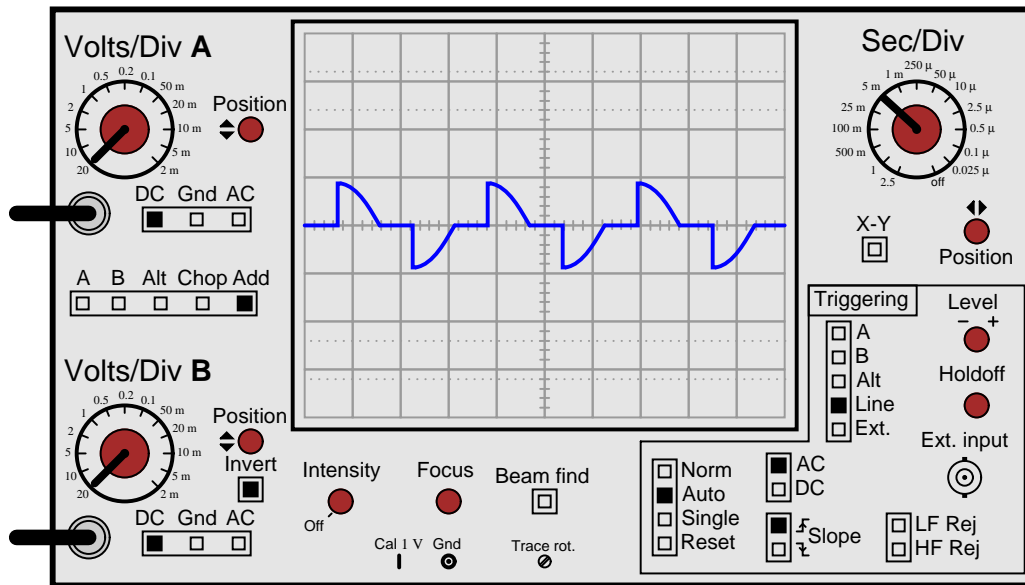 Volts/Div A
0.5 0.2 0.1
1 50 m
2 20 m
5 10 m
10 5 m
20 2 m
Position
DC Gnd AC
A B Alt Chop Add
Volts/Div B
0.5 0.2 0.1
1 50 m
2 20 m
5 10 m
10 5 m
20 2 m
Position
Invert
DC Gnd AC
Intensity
Off
Focus
Beam find
Cal 1 V Gnd
Trace rot.
Sec/Div
250 µ
1 m 50 µ
5 m 10 µ
25 m 2.5 µ
100 m 0.5 µ
500 m 0.1 µ
1 0.025 µ
2.5 off
X-Y
Position
Triggering
A
B
Alt
Line
Ext.
Level
− +
Holdoff
Ext. input
Norm
Auto
Single
Reset
AC
DC
Slope
LF Rej
HF Rej